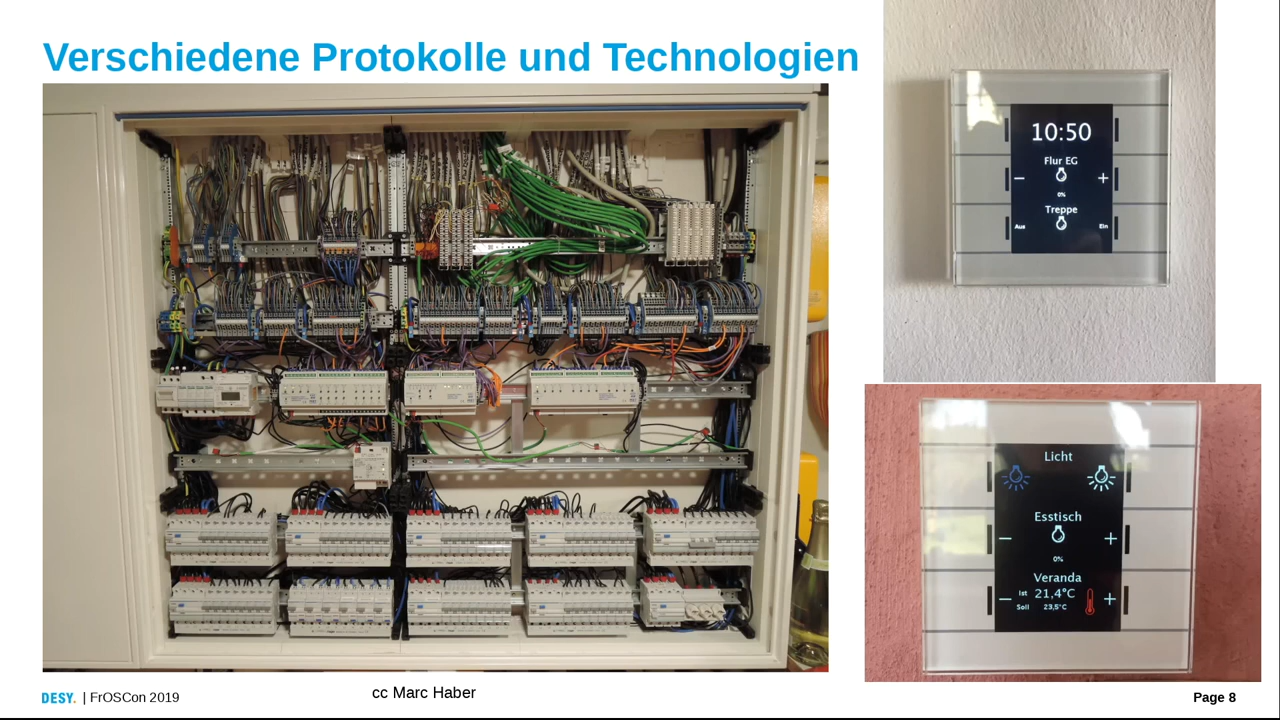 Verschiedene Protokolle und Technologien
10:50
Flur EG
−
+
0%
Treppe
Aus
Ein
Licht
Esstisch
−
+
0%
Veranda
− Ist 21,4°C +
Soll 23,5°C
DESY. | FrOSCon 2019
cc Marc Haber
Page 8